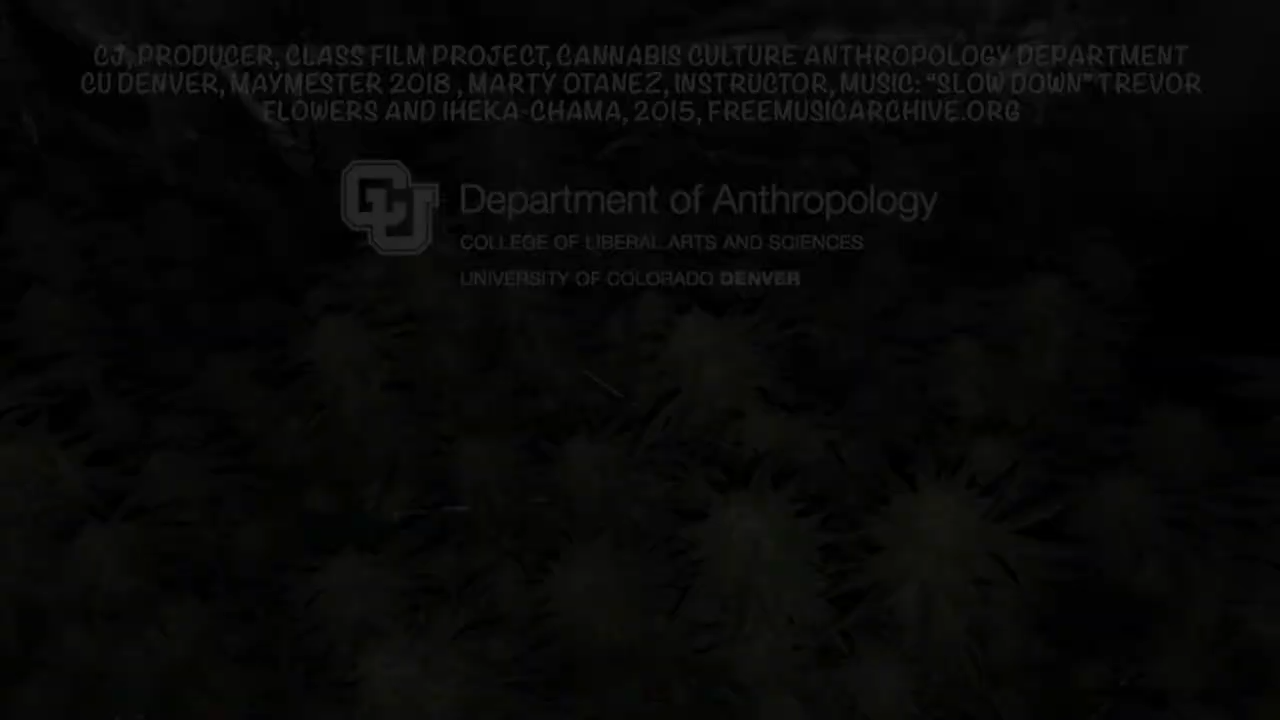 CJ, PRODUCER, CLASS FILM PROJECT, CANNABIS CULTURE ANTHROPOLOGY DEPARTMENT
CU DENVER, MAYMESTER 2018 , MARTY OTANEZ, INSTRUCTOR, MUSIC: “SLOW DOWN” TREVOR
FLOWERS AND IHEKA-CHAMA, 2015, FREEMUSICARCHIVE.ORG
CU
Department of Anthropology
COLLEGE OF LIBERAL ARTS AND SCIENCES
UNIVERSITY OF COLORADO DENVER